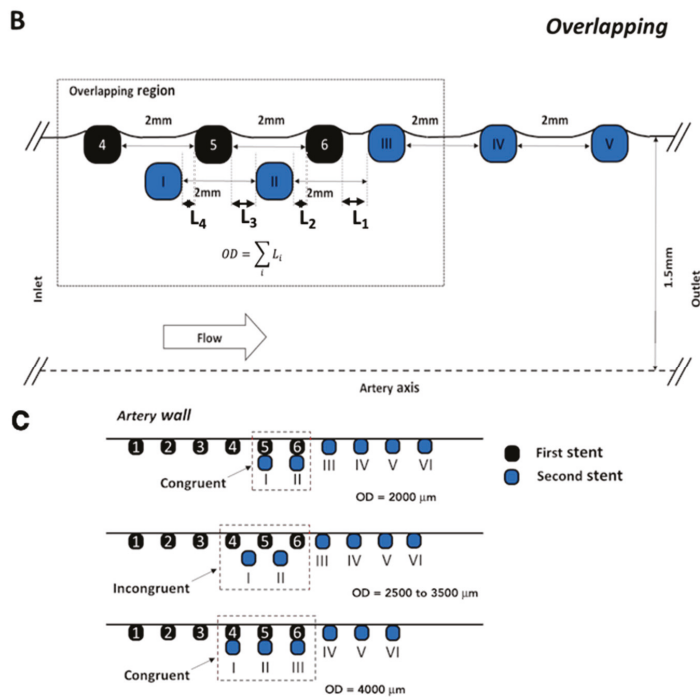 B
Overlapping
Overlapping region
2mm 2mm 2mm 2mm
4 5 6 III IV V
I II
2mm 2mm
L4 L3 L2 L1
OD = ∑ Li
i
1.5mm
Inlet
Outlet
Flow
Artery axis
C
Artery wall
1 2 3 4 5 6
I II III IV V VI
Congruent
OD = 2000 μm
First stent
Second stent
1 2 3 4 5 6
I II III IV V VI
Incongruent
OD = 2500 to 3500 μm
1 2 3 4 5 6
I II III IV V VI
Congruent
OD = 4000 μm